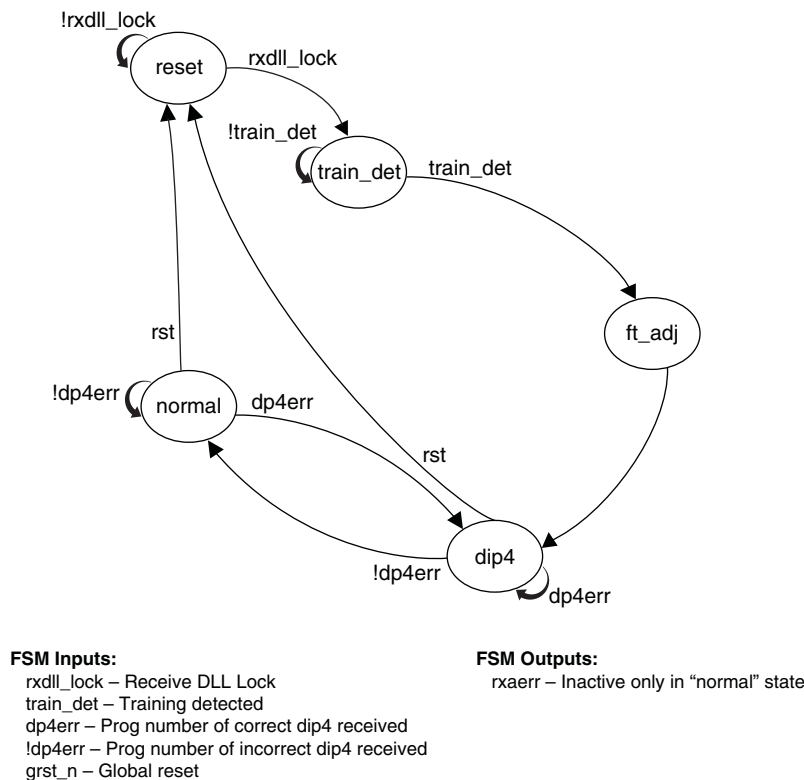 !rxdll_lock
reset
rxdll_lock
!train_det
train_det
train_det
ft_adj
rst
!dp4err
normal
dp4err
rst
dip4
!dp4err
dp4err
FSM Inputs:
rxdll_lock – Receive DLL Lock
train_det – Training detected
dp4err – Prog number of correct dip4 received
!dp4err – Prog number of incorrect dip4 received
grst_n – Global reset
FSM Outputs:
rxaerr – Inactive only in “normal” state